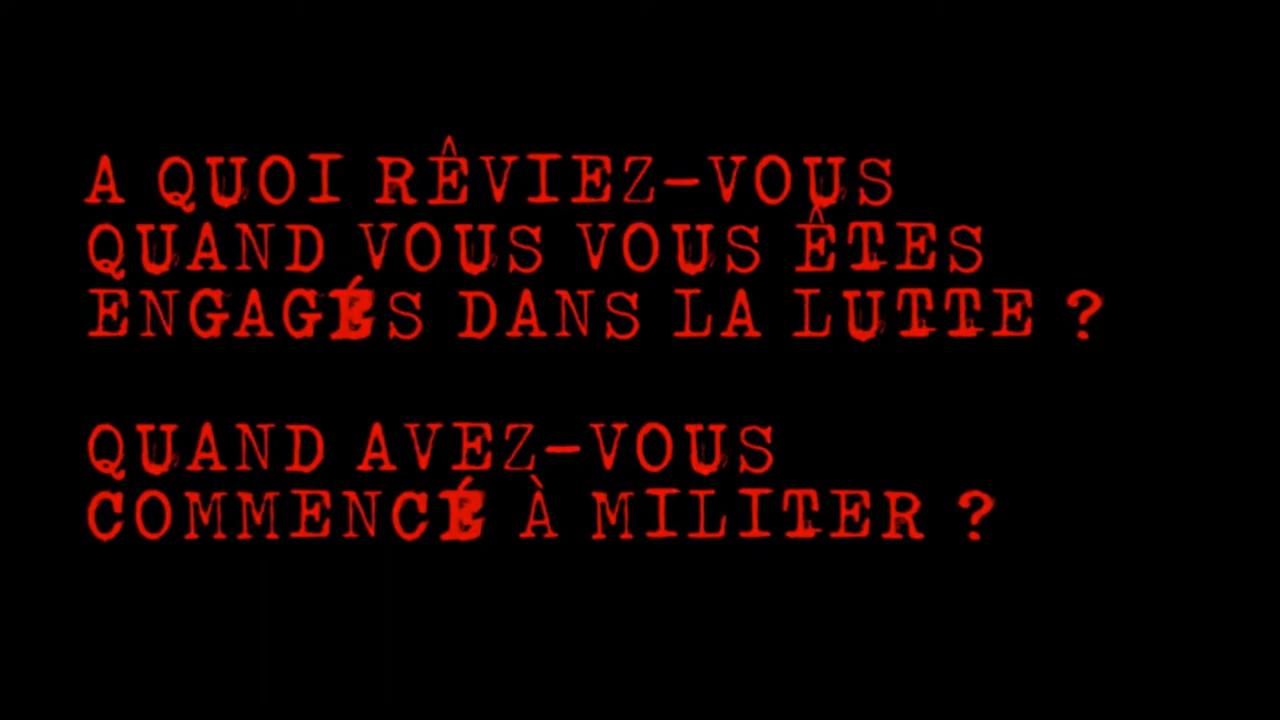 A QUOI RÊVIEZ-VOUS
QUAND VOUS VOUS ÊTES
ENGAGÉS DANS LA LUTTE ?
QUAND AVEZ-VOUS
COMMENCÉ À MILITER ?